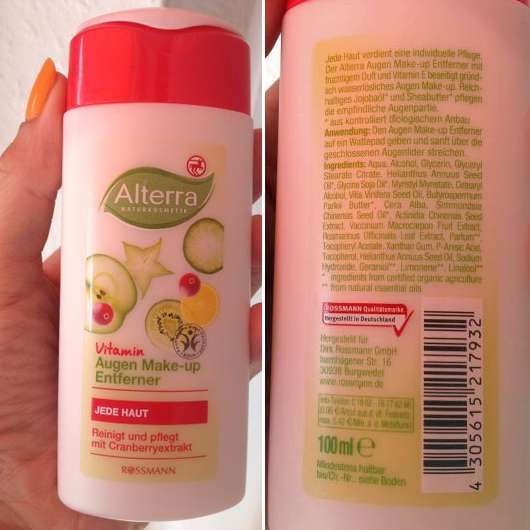 Alterra
NATURKOSMETIK
Vitamin
Augen Make-up
Entferner
JEDE HAUT
Reinigt und pflegt
mit Cranberryextrakt
ROSSMANN
Jede Haut verdient eine individuelle Pflege.
Der Alterra Augen Make-up Entferner mit
fruchtigem Duft und Vitamin E beseitigt gründ-
lich wasserlösliches Augen Make-up. Reich-
haltiges Jojobaöl* und Sheabutter* pflegen
die empfindliche Augenpartie.
* aus kontrolliert biologischem Anbau
Anwendung: Den Augen Make-up Entferner
auf ein Wattepad geben und sanft über die
geschlossenen Augenlider streichen.
Ingredients: Aqua, Alcohol, Glycerin, Glyceryl
Stearate Citrate, Helianthus Annuus Seed
Oil*, Glycine Soja Oil*, Myristyl Myristate, Cetearyl
Alcohol, Vitis Vinifera Seed Oil, Butyrospermum
Parkii Butter*, Cera Alba, Simmondsia
Chinensis Seed Oil*, Actinidia Chinensis Seed
Extract, Vaccinium Macrocarpon Fruit Extract,
Rosmarinus Officinalis Leaf Extract, Parfum**,
Tocopheryl Acetate, Xanthan Gum, P-Anisic Acid,
Tocopherol, Helianthus Annuus Seed Oil, Sodium
Hydroxide, Geraniol**, Limonene**, Linalool**
* ingredients from certified organic agriculture
** from natural essential oils
ROSSMANN Qualitätsmarke
Hergestellt in Deutschland
Hergestellt für:
Dirk Rossmann GmbH
Isernhägener Str. 16
30938 Burgwedel
www.rossmann.de
100ml e
Mindestens haltbar
bis/Ch.-Nr.: siehe Boden
4 305615 217932